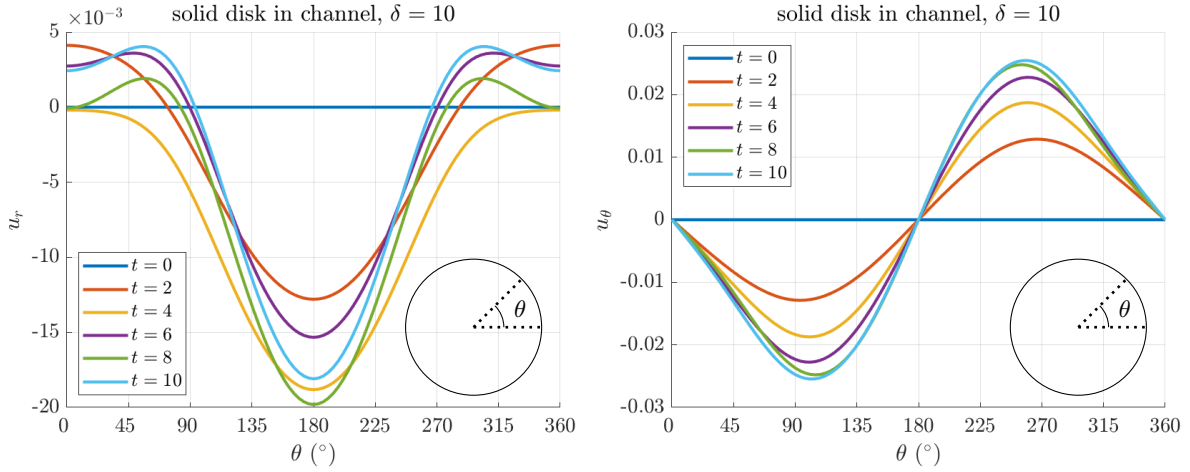 solid disk in channel, δ = 10
×10⁻³
5
0
-5
-10
-15
-20
u_r
0 45 90 135 180 225 270 315 360
θ (°)
t = 0
t = 2
t = 4
t = 6
t = 8
t = 10
θ
solid disk in channel, δ = 10
0.03
0.02
0.01
0
-0.01
-0.02
-0.03
u_θ
0 45 90 135 180 225 270 315 360
θ (°)
t = 0
t = 2
t = 4
t = 6
t = 8
t = 10
θ